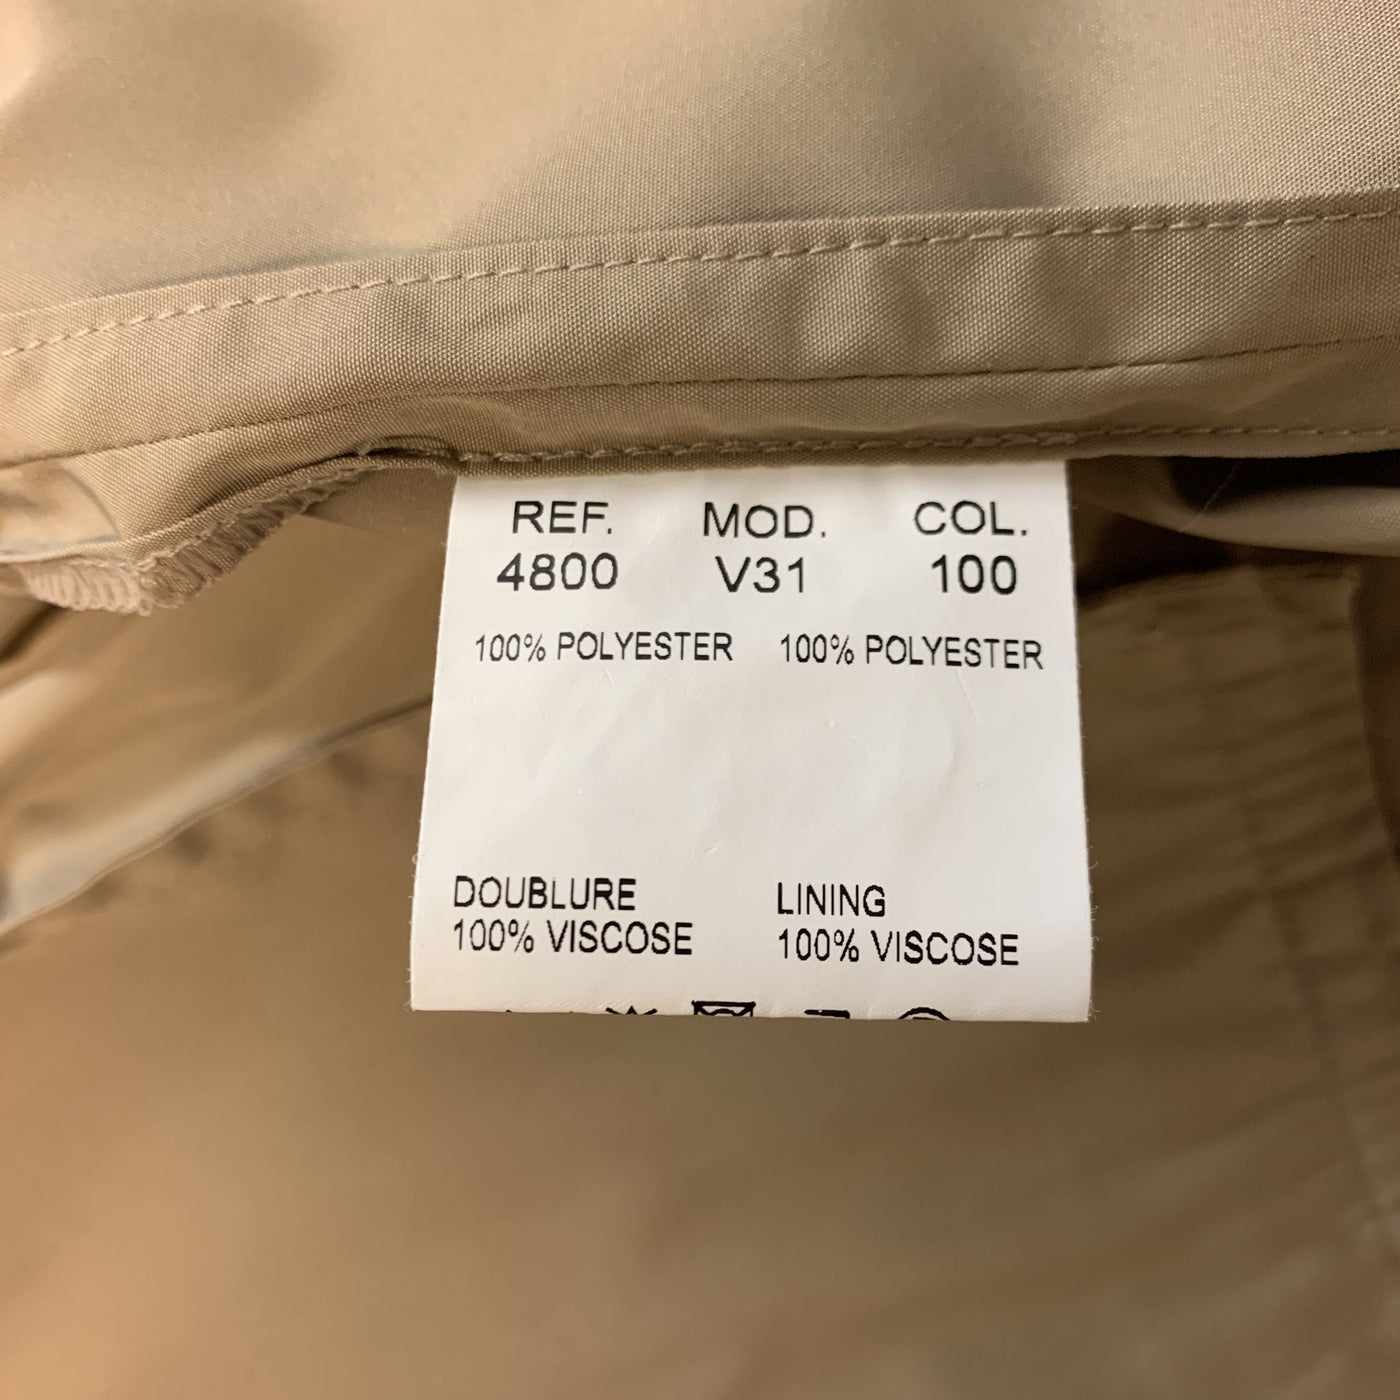 REF. MOD. COL.
4800 V31 100
100% POLYESTER 100% POLYESTER
DOUBLURE LINING
100% VISCOSE 100% VISCOSE